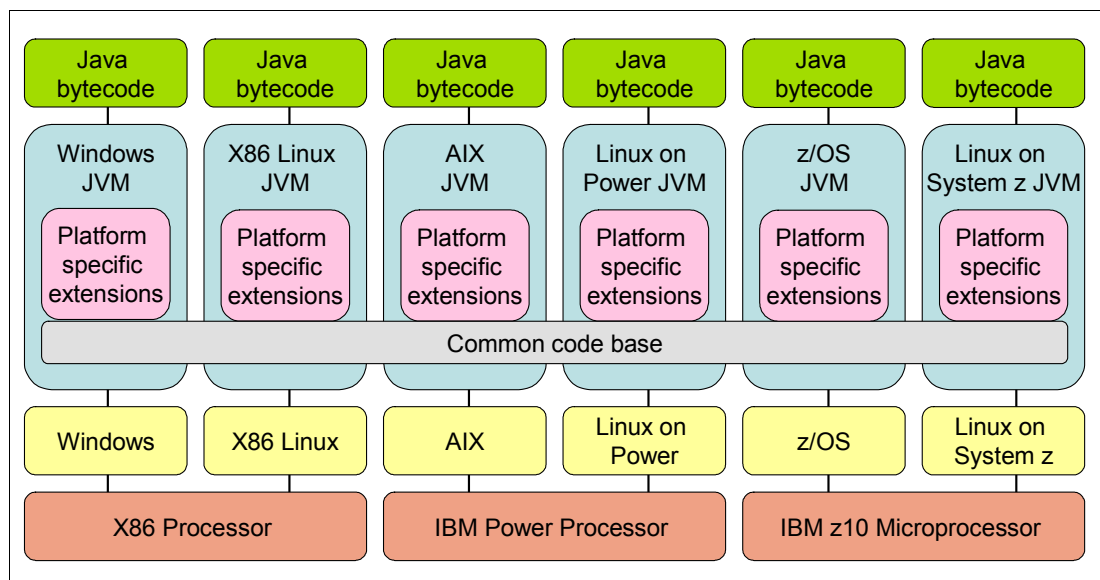 Java
bytecode
Java
bytecode
Java
bytecode
Java
bytecode
Java
bytecode
Java
bytecode
Windows
JVM
X86 Linux
JVM
AIX
JVM
Linux on
Power JVM
z/OS
JVM
Linux on
System z JVM
Platform
specific
extensions
Platform
specific
extensions
Platform
specific
extensions
Platform
specific
extensions
Platform
specific
extensions
Platform
specific
extensions
Common code base
Windows
X86 Linux
AIX
Linux on
Power
z/OS
Linux on
System z
X86 Processor
IBM Power Processor
IBM z10 Microprocessor